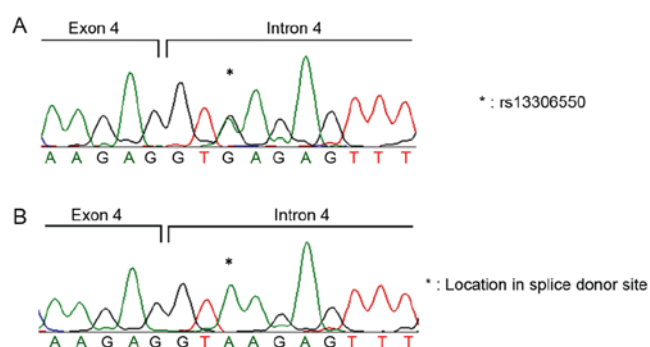 A
Exon 4 Intron 4
*
* : rs13306550
A A G A G G T G A G A G T T T
B
Exon 4 Intron 4
*
* : Location in splice donor site
A A G A G G T A A G A G T T T